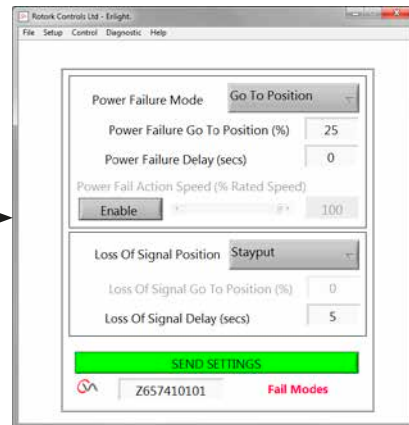 Rotork Controls Ltd - Enlight.
File Setup Control Diagnostic Help
Power Failure Mode Go To Position
Power Failure Go To Position (%) 25
Power Failure Delay (secs) 0
Power Fail Action Speed (% Rated Speed)
Enable 100
Loss Of Signal Position Stayput
Loss Of Signal Go To Position (%) 0
Loss Of Signal Delay (secs) 5
SEND SETTINGS
Z657410101 Fail Modes